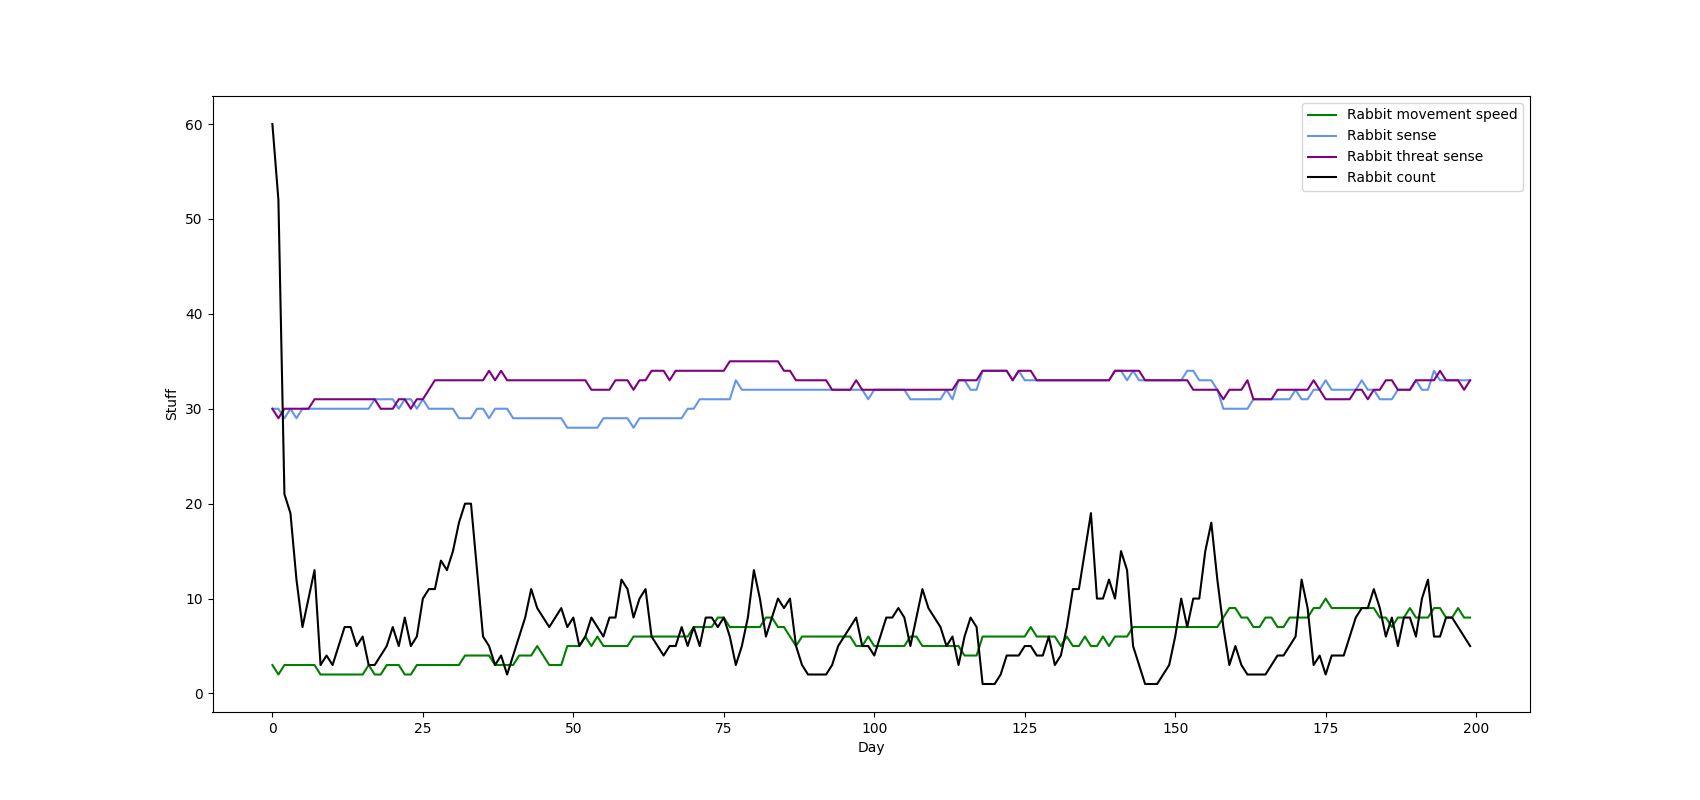 Rabbit movement speed
Rabbit sense
Rabbit threat sense
Rabbit count
60
50
40
30
20
10
0
Stuff
0 25 50 75 100 125 150 175 200
Day